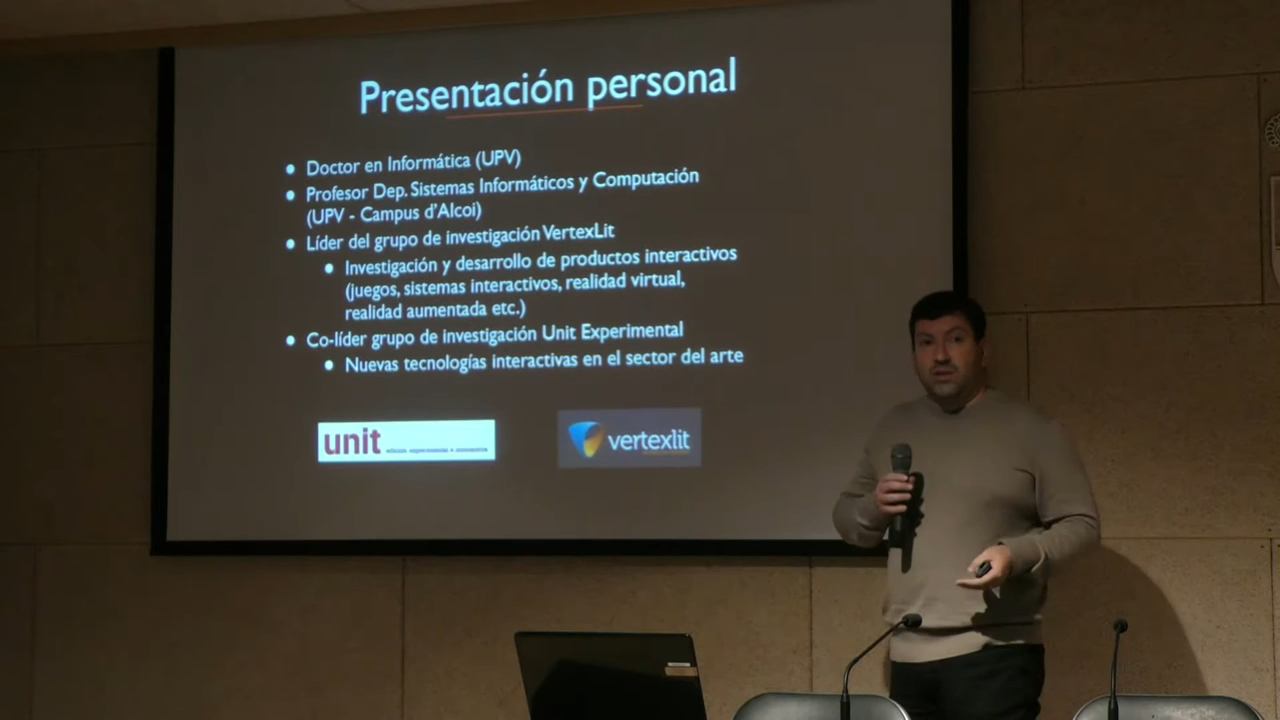 Presentación personal
• Doctor en Informática (UPV)
• Profesor Dep. Sistemas Informáticos y Computación
(UPV - Campus d'Alcoi)
• Líder del grupo de investigación VertexLit
• Investigación y desarrollo de productos interactivos
(juegos, sistemas interactivos, realidad virtual,
realidad aumentada etc.)
• Co-líder grupo de investigación Unit Experimental
• Nuevas tecnologías interactivas en el sector del arte
unit
vertexlit